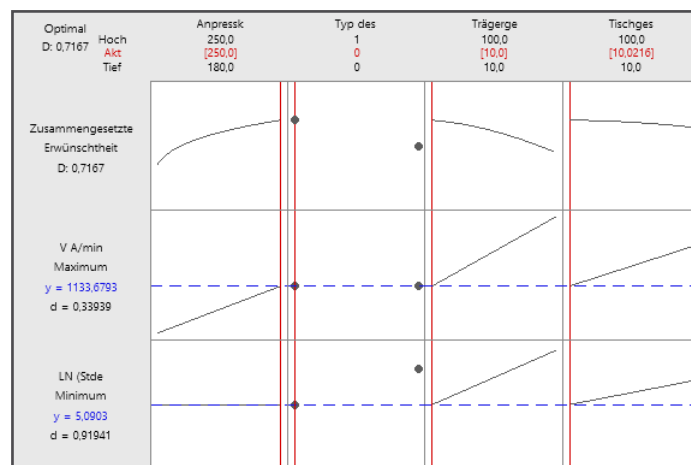 Optimal
D: 0,7167
Hoch
Akt
Tief
Anpressk
250,0
[250,0]
180,0
Typ des
1
0
0
Trägerge
100,0
[10,0]
10,0
Tischges
100,0
[10,0216]
10,0
Zusammengesetzte
Erwünschtheit
D: 0,7167
V A/min
Maximum
y = 1133,6793
d = 0,33939
LN (Stde
Minimum
y = 5,0903
d = 0,91941